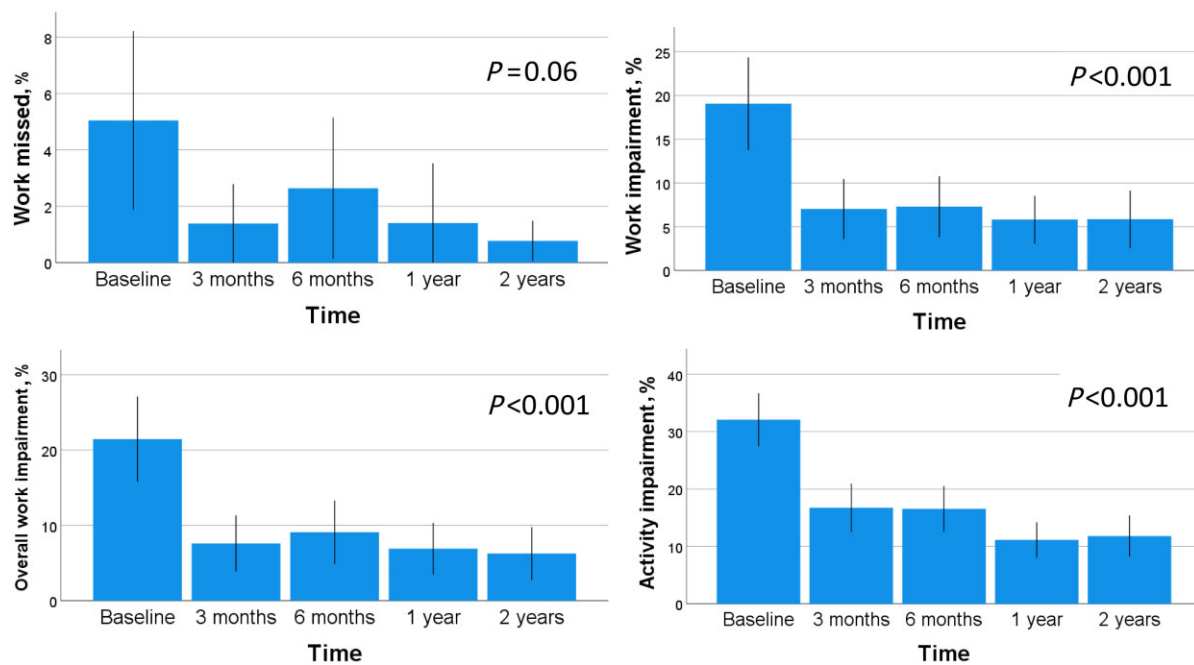 Work missed, %
8
6
4
2
0
P=0.06
Baseline 3 months 6 months 1 year 2 years
Time
Work impairment, %
25
20
15
10
5
0
P<0.001
Baseline 3 months 6 months 1 year 2 years
Time
Overall work impairment, %
30
20
10
0
P<0.001
Baseline 3 months 6 months 1 year 2 years
Time
Activity impairment, %
40
30
20
10
0
P<0.001
Baseline 3 months 6 months 1 year 2 years
Time